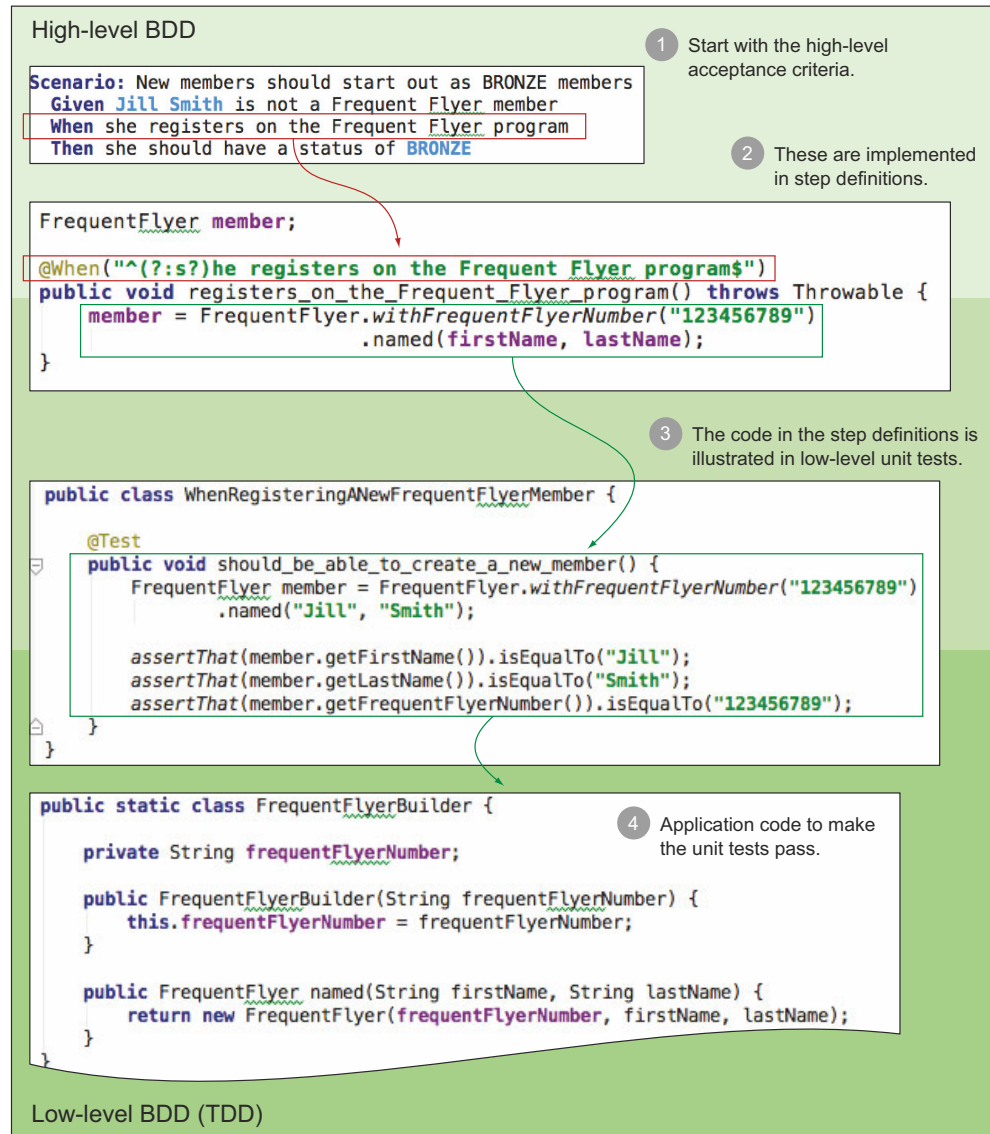 High-level BDD
1 Start with the high-level
acceptance criteria.
Scenario: New members should start out as BRONZE members
Given Jill Smith is not a Frequent Flyer member
When she registers on the Frequent Flyer program
Then she should have a status of BRONZE
2 These are implemented
in step definitions.
FrequentFlyer member;
@When("^(?:s?)he registers on the Frequent Flyer program$")
public void registers_on_the_Frequent_Flyer_program() throws Throwable {
member = FrequentFlyer.withFrequentFlyerNumber("123456789")
.named(firstName, lastName);
}
3 The code in the step definitions is
illustrated in low-level unit tests.
public class WhenRegisteringANewFrequentFlyerMember {
@Test
public void should_be_able_to_create_a_new_member() {
FrequentFlyer member = FrequentFlyer.withFrequentFlyerNumber("123456789")
.named("Jill", "Smith");
assertThat(member.getFirstName()).isEqualTo("Jill");
assertThat(member.getLastName()).isEqualTo("Smith");
assertThat(member.getFrequentFlyerNumber()).isEqualTo("123456789");
}
}
public static class FrequentFlyerBuilder {
4 Application code to make
the unit tests pass.
private String frequentFlyerNumber;
public FrequentFlyerBuilder(String frequentFlyerNumber) {
this.frequentFlyerNumber = frequentFlyerNumber;
}
public FrequentFlyer named(String firstName, String lastName) {
return new FrequentFlyer(frequentFlyerNumber, firstName, lastName);
}
}
Low-level BDD (TDD)